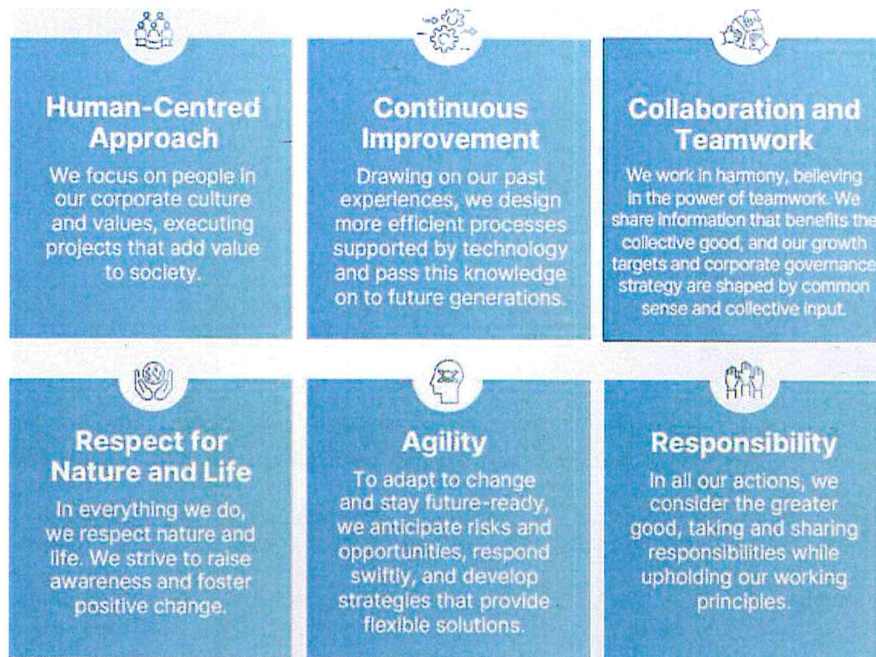 Human-Centred
Approach
We focus on people in
our corporate culture
and values, executing
projects that add value
to society.
Continuous
Improvement
Drawing on our past
experiences, we design
more efficient processes
supported by technology
and pass this knowledge
on to future generations.
Collaboration and
Teamwork
We work in harmony, believing
in the power of teamwork. We
share information that benefits the
collective good, and our growth
targets and corporate governance
strategy are shaped by common
sense and collective input.
Respect for
Nature and Life
In everything we do,
we respect nature and
life. We strive to raise
awareness and foster
positive change.
Agility
To adapt to change
and stay future-ready,
we anticipate risks and
opportunities, respond
swiftly, and develop
strategies that provide
flexible solutions.
Responsibility
In all our actions, we
consider the greater
good, taking and sharing
responsibilities while
upholding our working
principles.